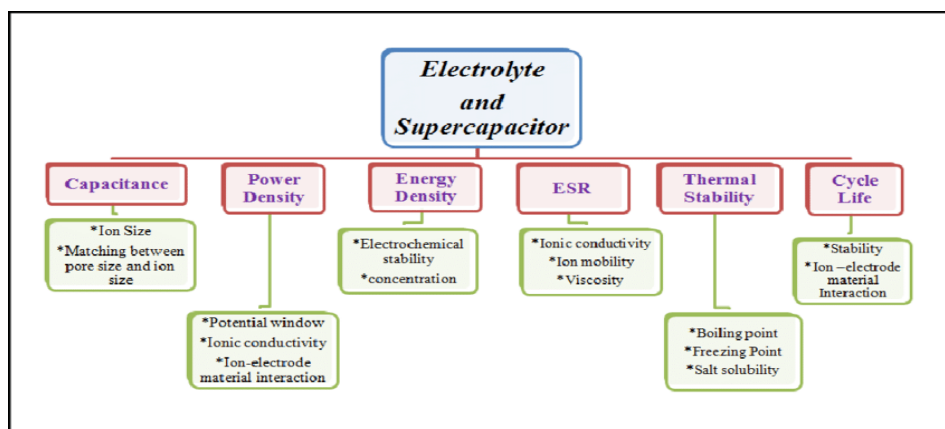 Electrolyte
and
Supercapacitor
Capacitance
Power
Density
Energy
Density
ESR
Thermal
Stability
Cycle
Life
*Ion Size
*Matching between
pore size and ion
size
*Potential window
*Ionic conductivity
*Ion-electrode
material interaction
*Electrochemical
stability
*concentration
*Ionic conductivity
*Ion mobility
*Viscosity
*Boiling point
*Freezing Point
*Salt solubility
*Stability
*Ion –electrode
material
Interaction